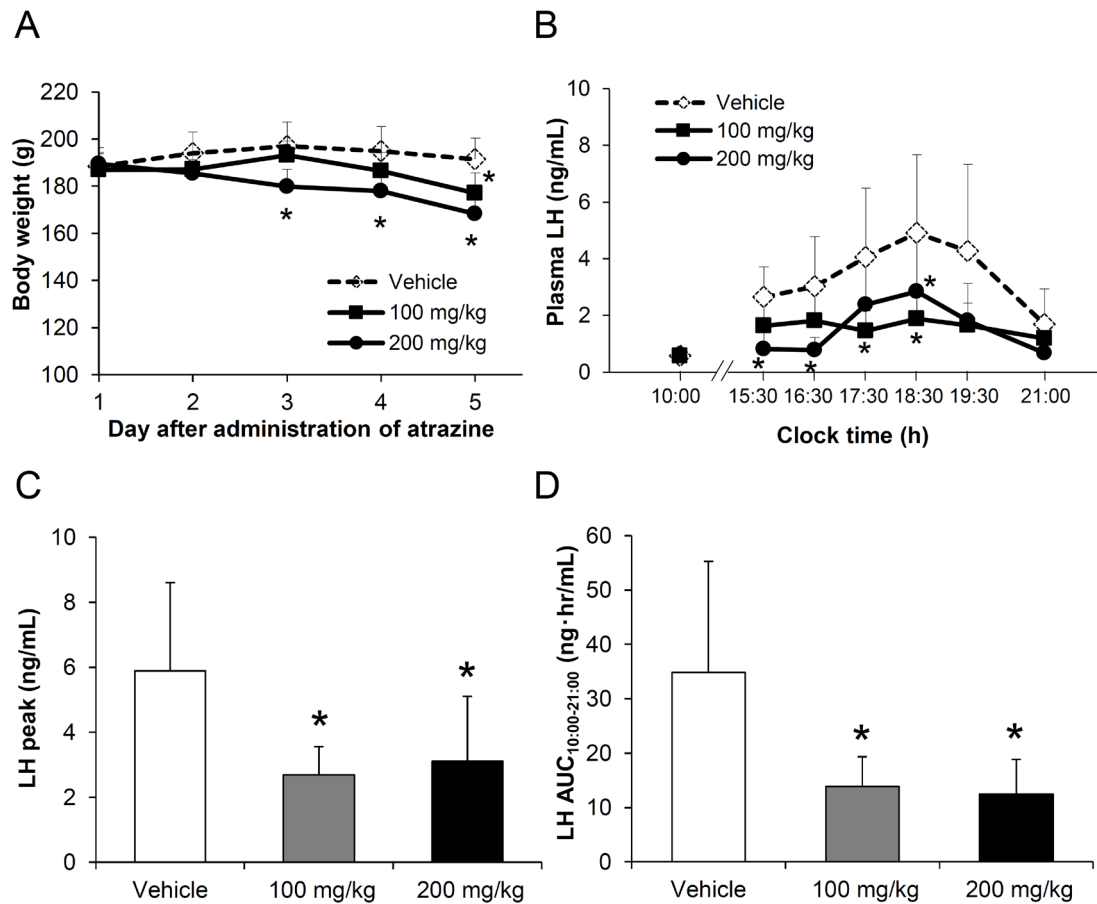 A
220
200
180
160
140
120
100
Body weight (g)
Vehicle
100 mg/kg
200 mg/kg
*
*
*
*
1 2 3 4 5
Day after administration of atrazine
B
10
8
6
4
2
0
Plasma LH (ng/mL)
Vehicle
100 mg/kg
200 mg/kg
*
*
*
*
*
10:00 15:30 16:30 17:30 18:30 19:30 21:00
Clock time (h)
C
10
8
6
4
2
0
LH peak (ng/mL)
*
*
Vehicle 100 mg/kg 200 mg/kg
D
60
50
40
30
20
10
0
LH AUC10:00-21:00 (ng·hr/mL)
*
*
Vehicle 100 mg/kg 200 mg/kg